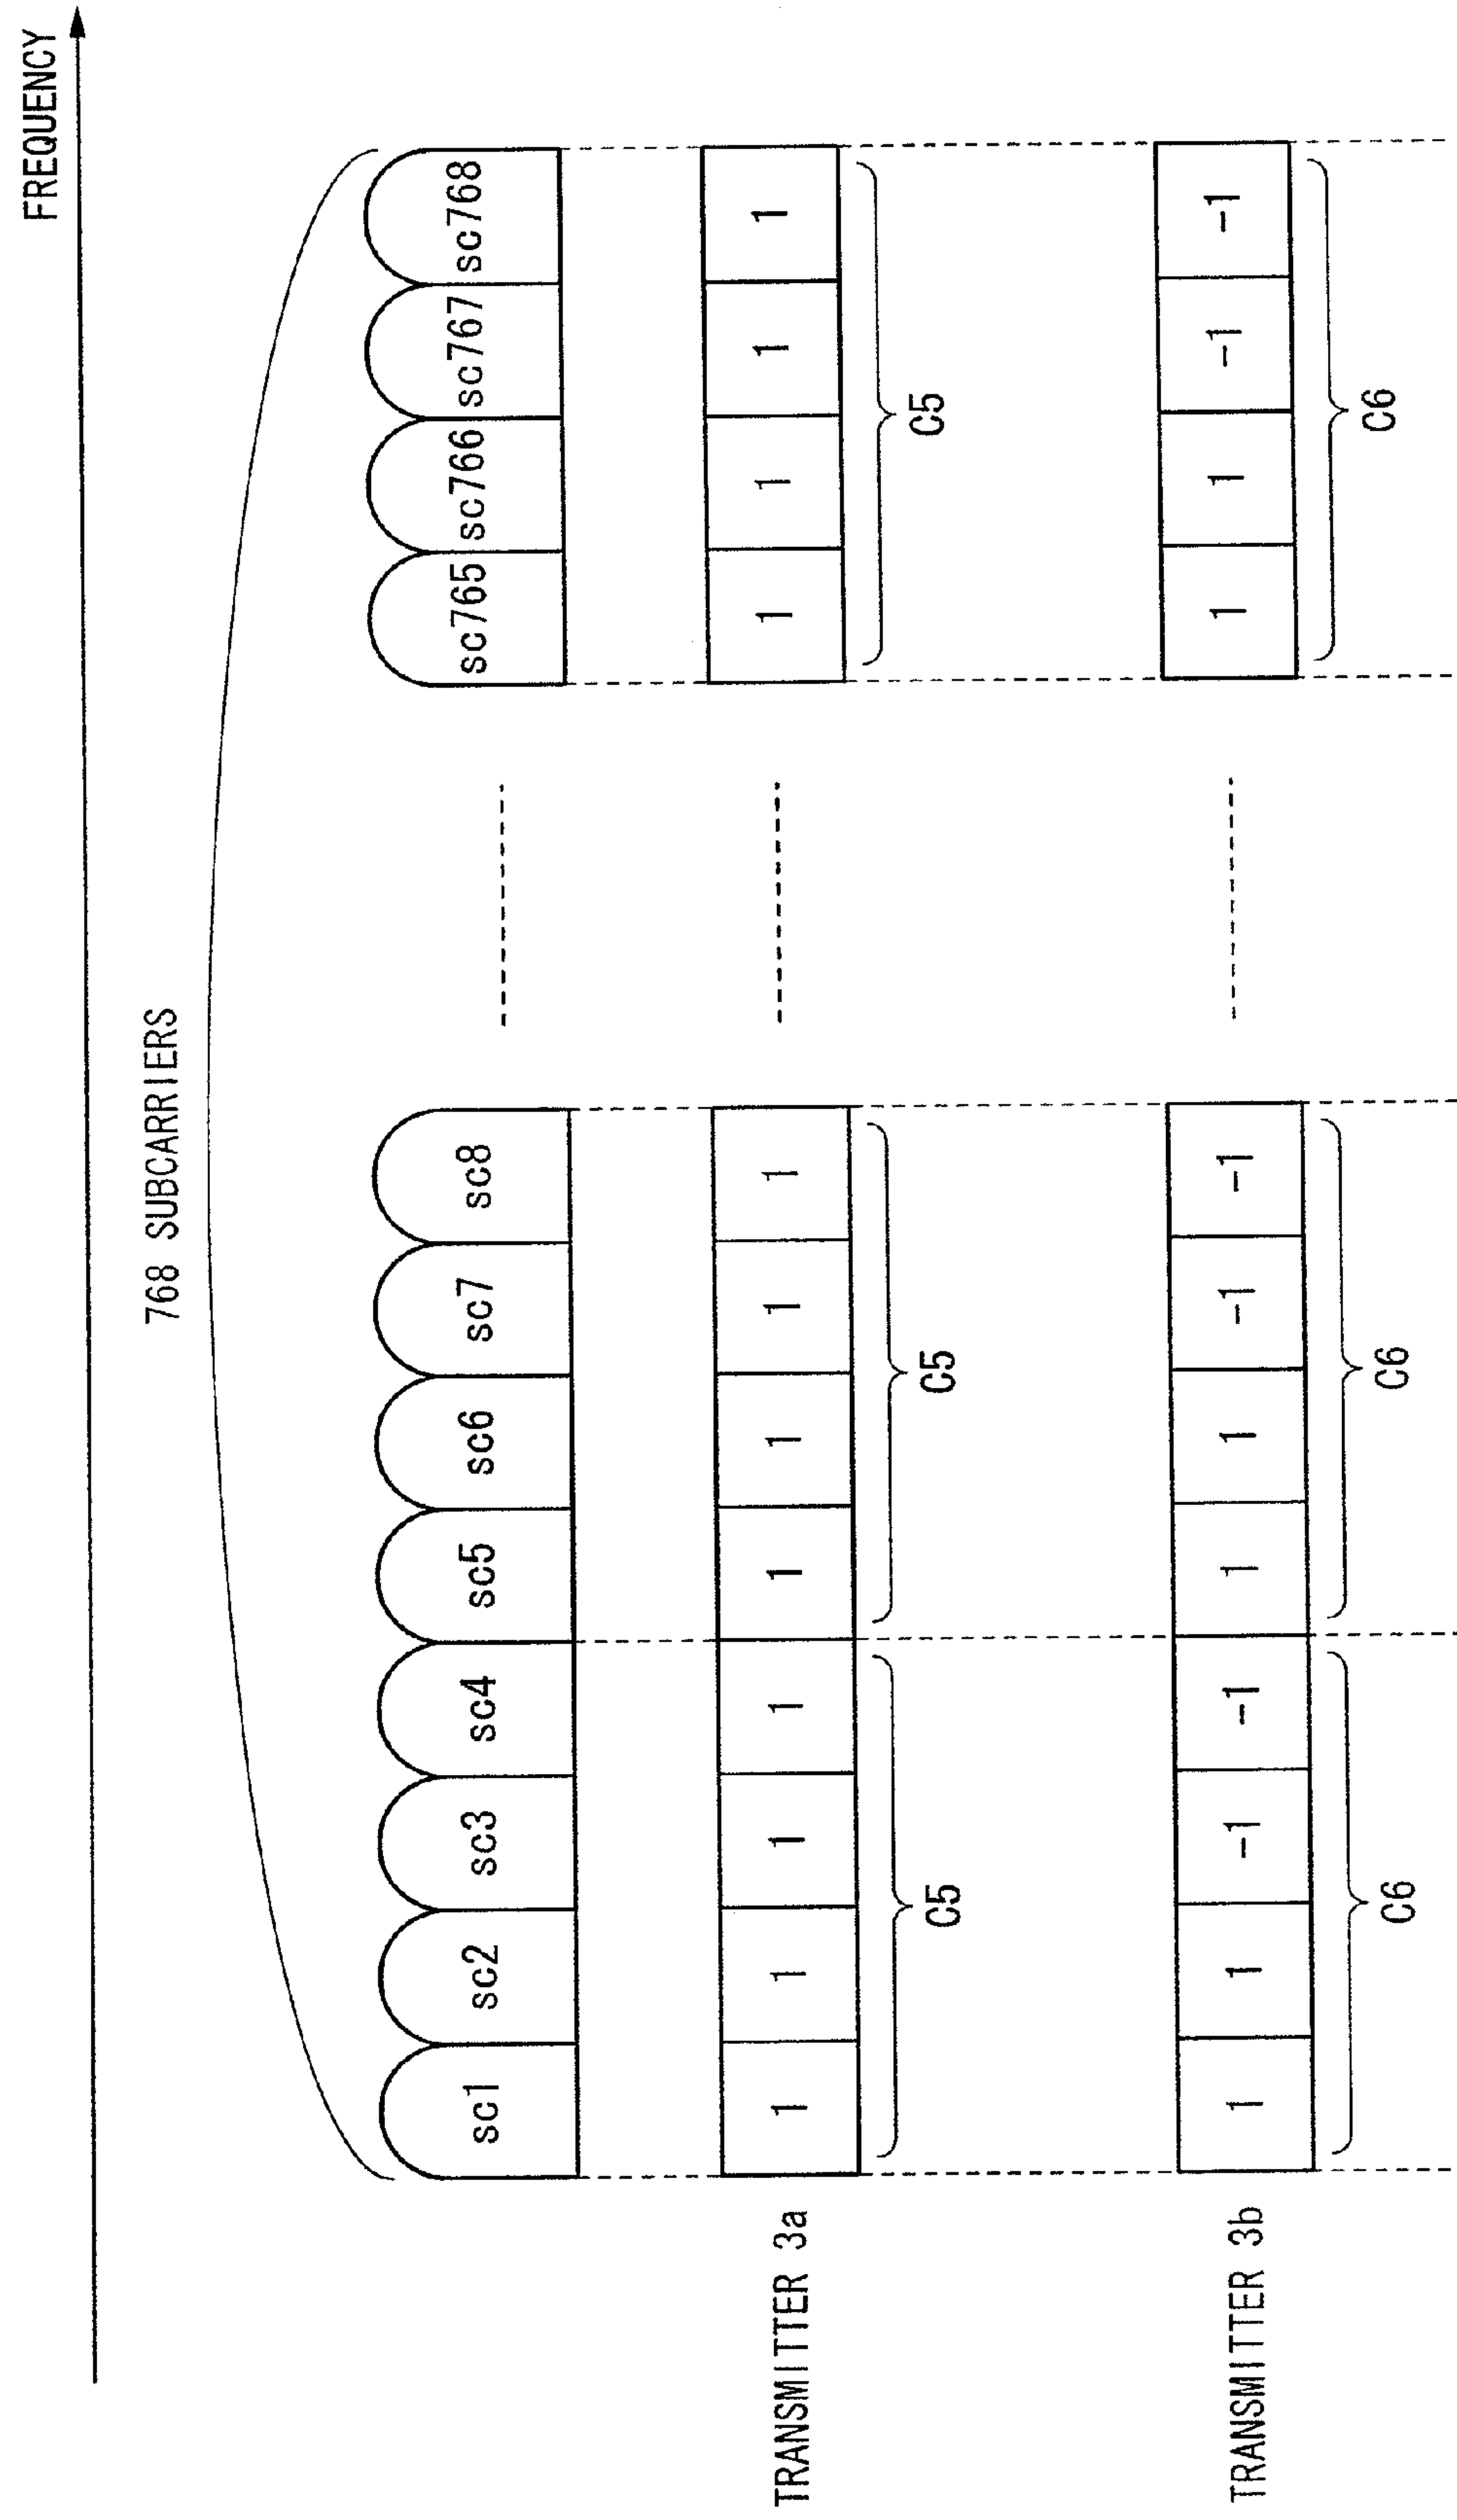 FREQUENCY
768 SUBCARRIERS
sc1 sc2 sc3 sc4 sc5 sc6 sc7 sc8 sc765 sc766 sc767 sc768
TRANSMITTER 3a 1 1 1 1 1 1 1 1 1 1 1 1
C5 C5 C5
TRANSMITTER 3b 1 1 -1 -1 1 1 -1 -1 1 1 -1 -1
C6 C6 C6